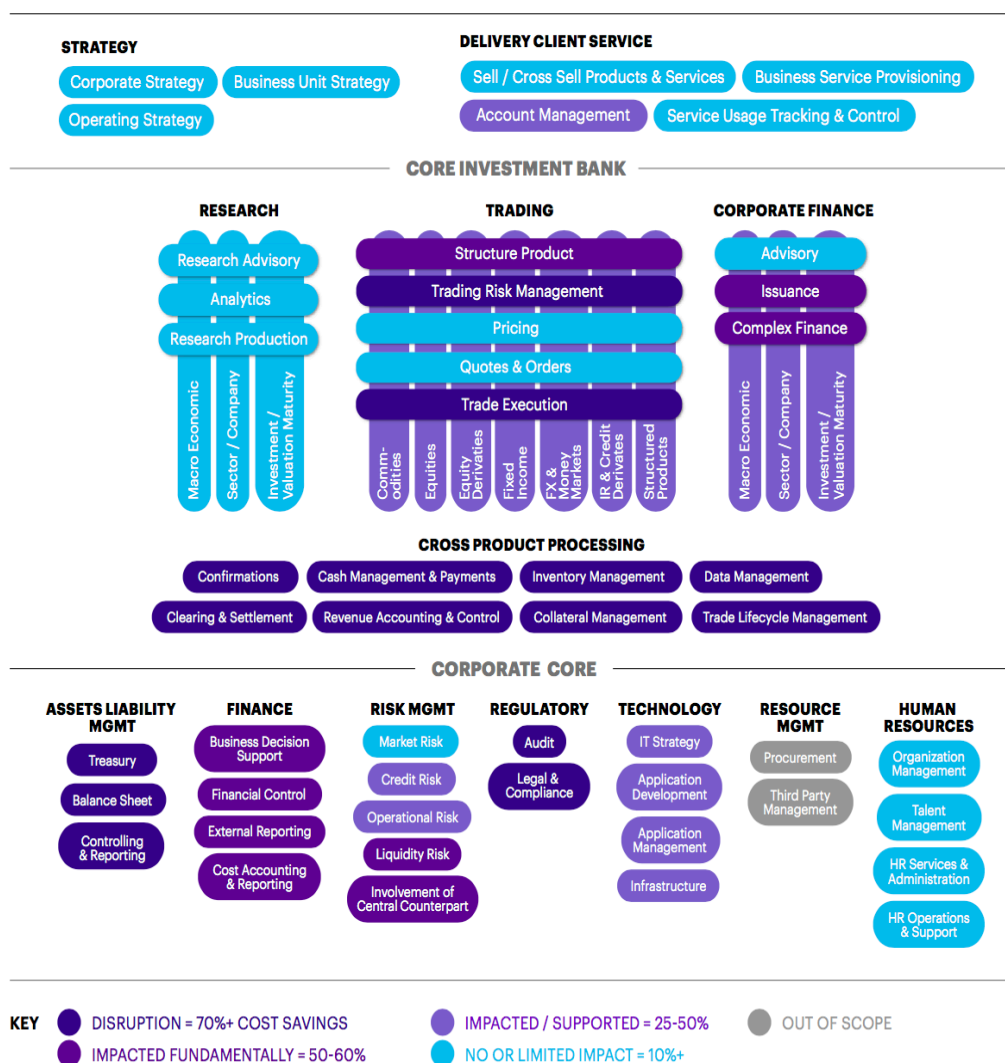 STRATEGY
Corporate Strategy
Business Unit Strategy
Operating Strategy
DELIVERY CLIENT SERVICE
Sell / Cross Sell Products & Services
Business Service Provisioning
Account Management
Service Usage Tracking & Control
CORE INVESTMENT BANK
RESEARCH
Research Advisory
Analytics
Research Production
Macro Economic
Sector / Company
Investment /
Valuation Maturity
TRADING
Structure Product
Trading Risk Management
Pricing
Quotes & Orders
Trade Execution
Comm-
odities
Equities
Equity
Derivaties
Fixed
Income
FX &
Money
Markets
IR & Credit
Derivates
Structured
Products
CORPORATE FINANCE
Advisory
Issuance
Complex Finance
Macro Economic
Sector / Company
Investment /
Valuation Maturity
CROSS PRODUCT PROCESSING
Confirmations
Cash Management & Payments
Inventory Management
Data Management
Clearing & Settlement
Revenue Accounting & Control
Collateral Management
Trade Lifecycle Management
CORPORATE CORE
ASSETS LIABILITY
MGMT
Treasury
Balance Sheet
Controlling
& Reporting
FINANCE
Business Decision
Support
Financial Control
External Reporting
Cost Accounting
& Reporting
RISK MGMT
Market Risk
Credit Risk
Operational Risk
Liquidity Risk
Involvement of
Central Counterpart
REGULATORY
Audit
Legal &
Compliance
TECHNOLOGY
IT Strategy
Application
Development
Application
Management
Infrastructure
RESOURCE
MGMT
Procurement
Third Party
Management
HUMAN
RESOURCES
Organization
Management
Talent
Management
HR Services &
Administration
HR Operations
& Support
KEY
DISRUPTION = 70%+ COST SAVINGS
IMPACTED / SUPPORTED = 25-50%
OUT OF SCOPE
IMPACTED FUNDAMENTALLY = 50-60%
NO OR LIMITED IMPACT = 10%+